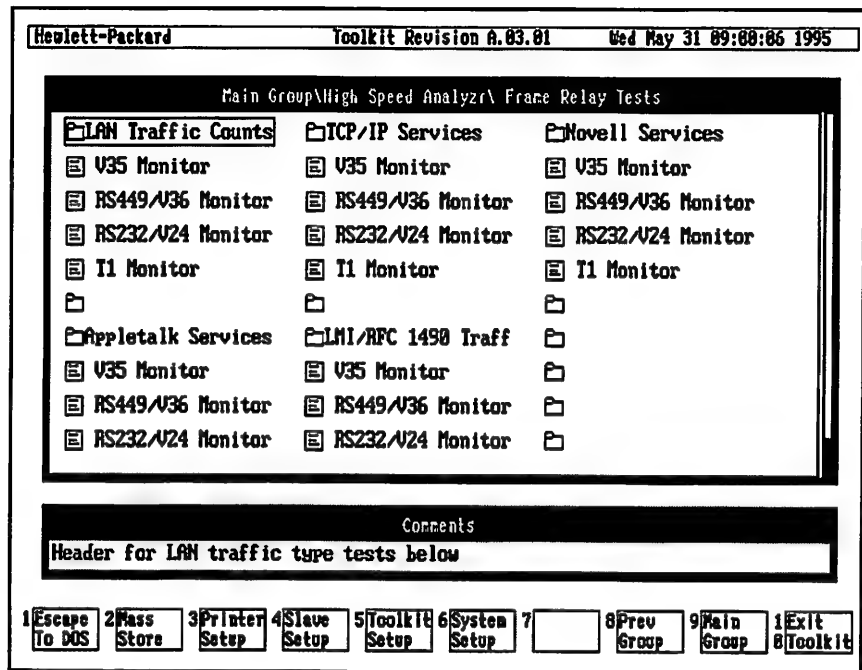 Hewlett-Packard Toolkit Revision A.03.01 Wed May 31 09:00:06 1995
Main Group\High Speed Analyzr\ Frame Relay Tests
LAN Traffic Counts TCP/IP Services Novell Services
V35 Monitor V35 Monitor V35 Monitor
RS449/V36 Monitor RS449/V36 Monitor RS449/V36 Monitor
RS232/V24 Monitor RS232/V24 Monitor RS232/V24 Monitor
T1 Monitor T1 Monitor T1 Monitor
Appletalk Services LMI/RFC 1490 Traff
V35 Monitor V35 Monitor
RS449/V36 Monitor RS449/V36 Monitor
RS232/V24 Monitor RS232/V24 Monitor
Comments
Header for LAN traffic type tests below
1 Escape 2 Mass 3 Printer 4 Slave 5 Toolkit 6 System 7 8 Prev 9 Main 1 Exit
To DOS Store Setup Setup Setup Setup Group Group 0 Toolkit